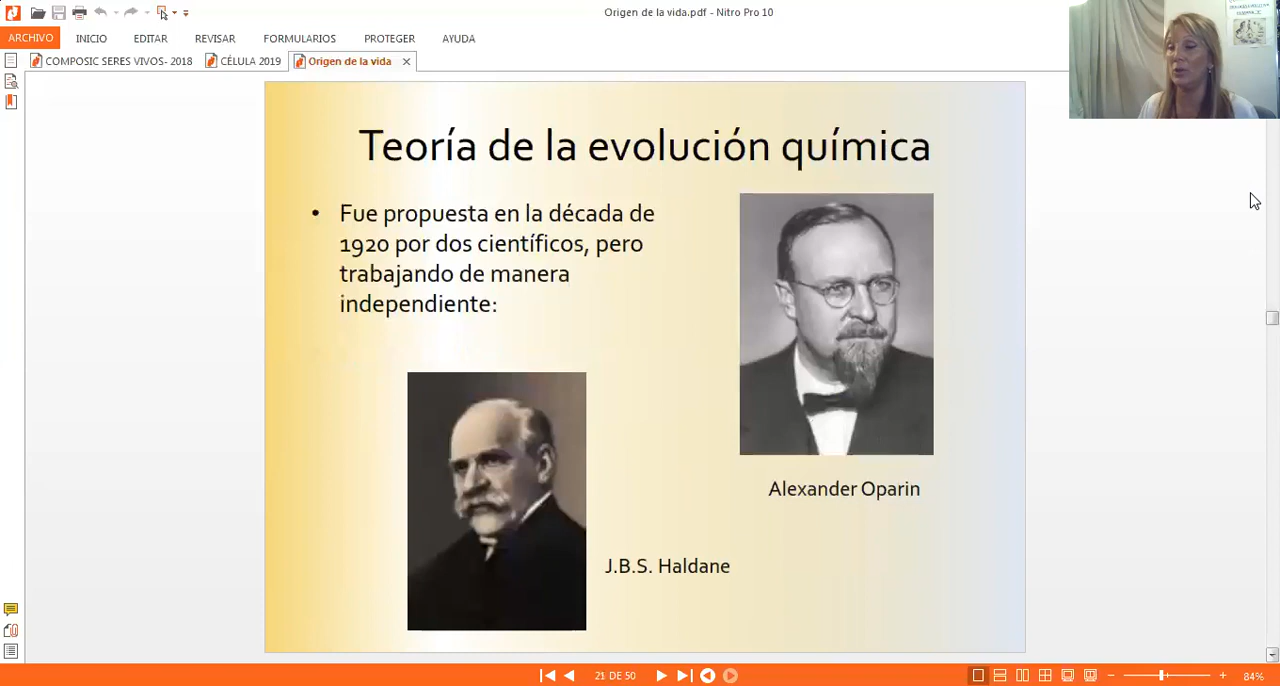 Origen de la vida.pdf - Nitro Pro 10
ARCHIVO INICIO EDITAR REVISAR FORMULARIOS PROTEGER AYUDA
COMPOSIC SERES VIVOS- 2018 CÉLULA 2019 Origen de la vida
Teoría de la evolución química
• Fue propuesta en la década de
1920 por dos científicos, pero
trabajando de manera
independiente:
Alexander Oparin
J.B.S. Haldane
21 DE 50
84%